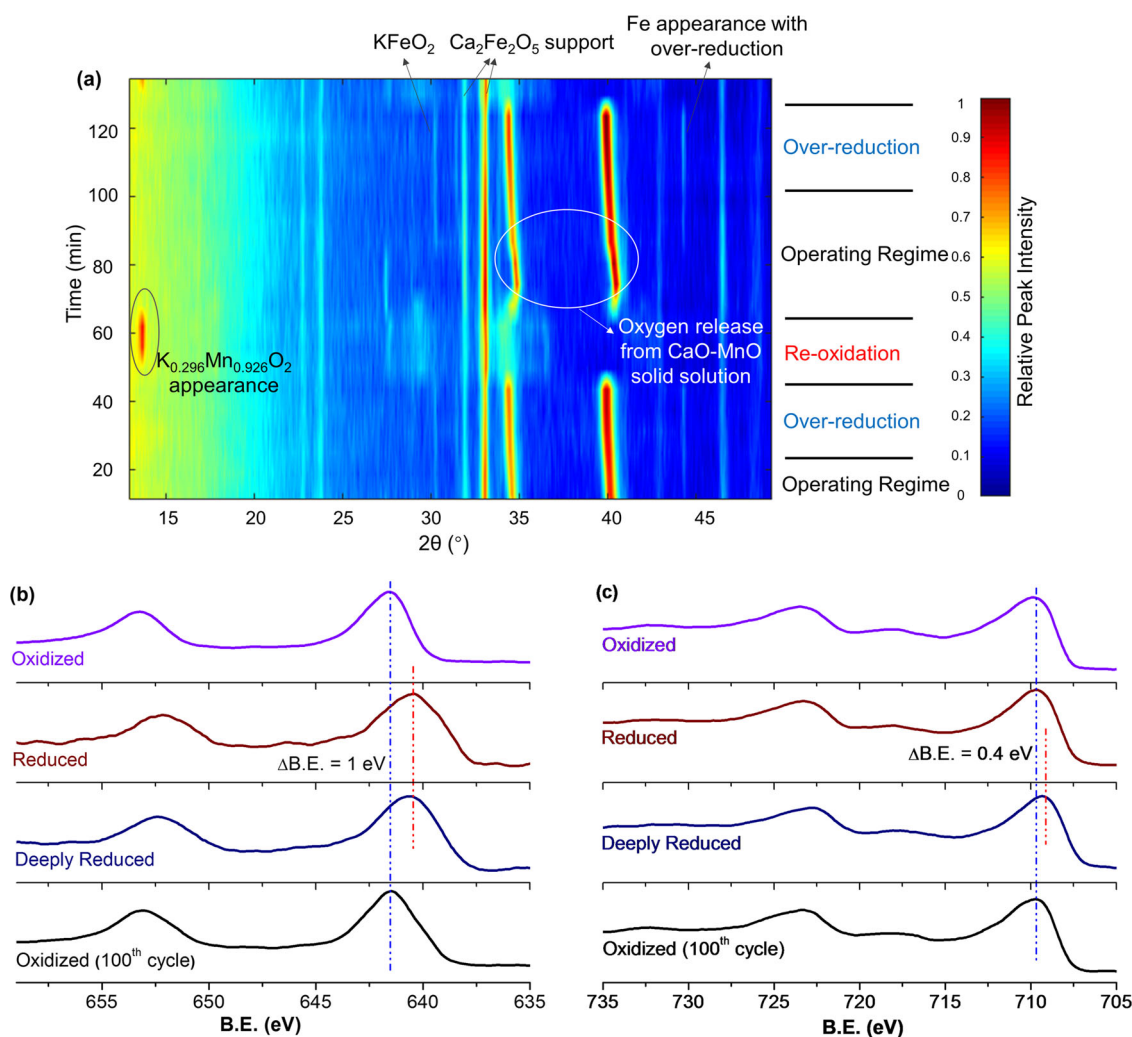 KFeO₂
Ca₂Fe₂O₅ support
Fe appearance with
over-reduction
(a)
120
100
80
60
40
20
Time (min)
15
20
25
30
35
40
45
2θ (°)
K₀.₂₉₆Mn₀.₉₂₆O₂
appearance
Oxygen release
from CaO-MnO
solid solution
Over-reduction
Operating Regime
Re-oxidation
Over-reduction
Operating Regime
1
0.9
0.8
0.7
0.6
0.5
0.4
0.3
0.2
0.1
0
Relative Peak Intensity
(b)
Oxidized
Reduced
ΔB.E. = 1 eV
Deeply Reduced
Oxidized (100ᵗʰ cycle)
655
650
645
640
635
B.E. (eV)
(c)
Oxidized
Reduced
ΔB.E. = 0.4 eV
Deeply Reduced
Oxidized (100ᵗʰ cycle)
735
730
725
720
715
710
705
B.E. (eV)